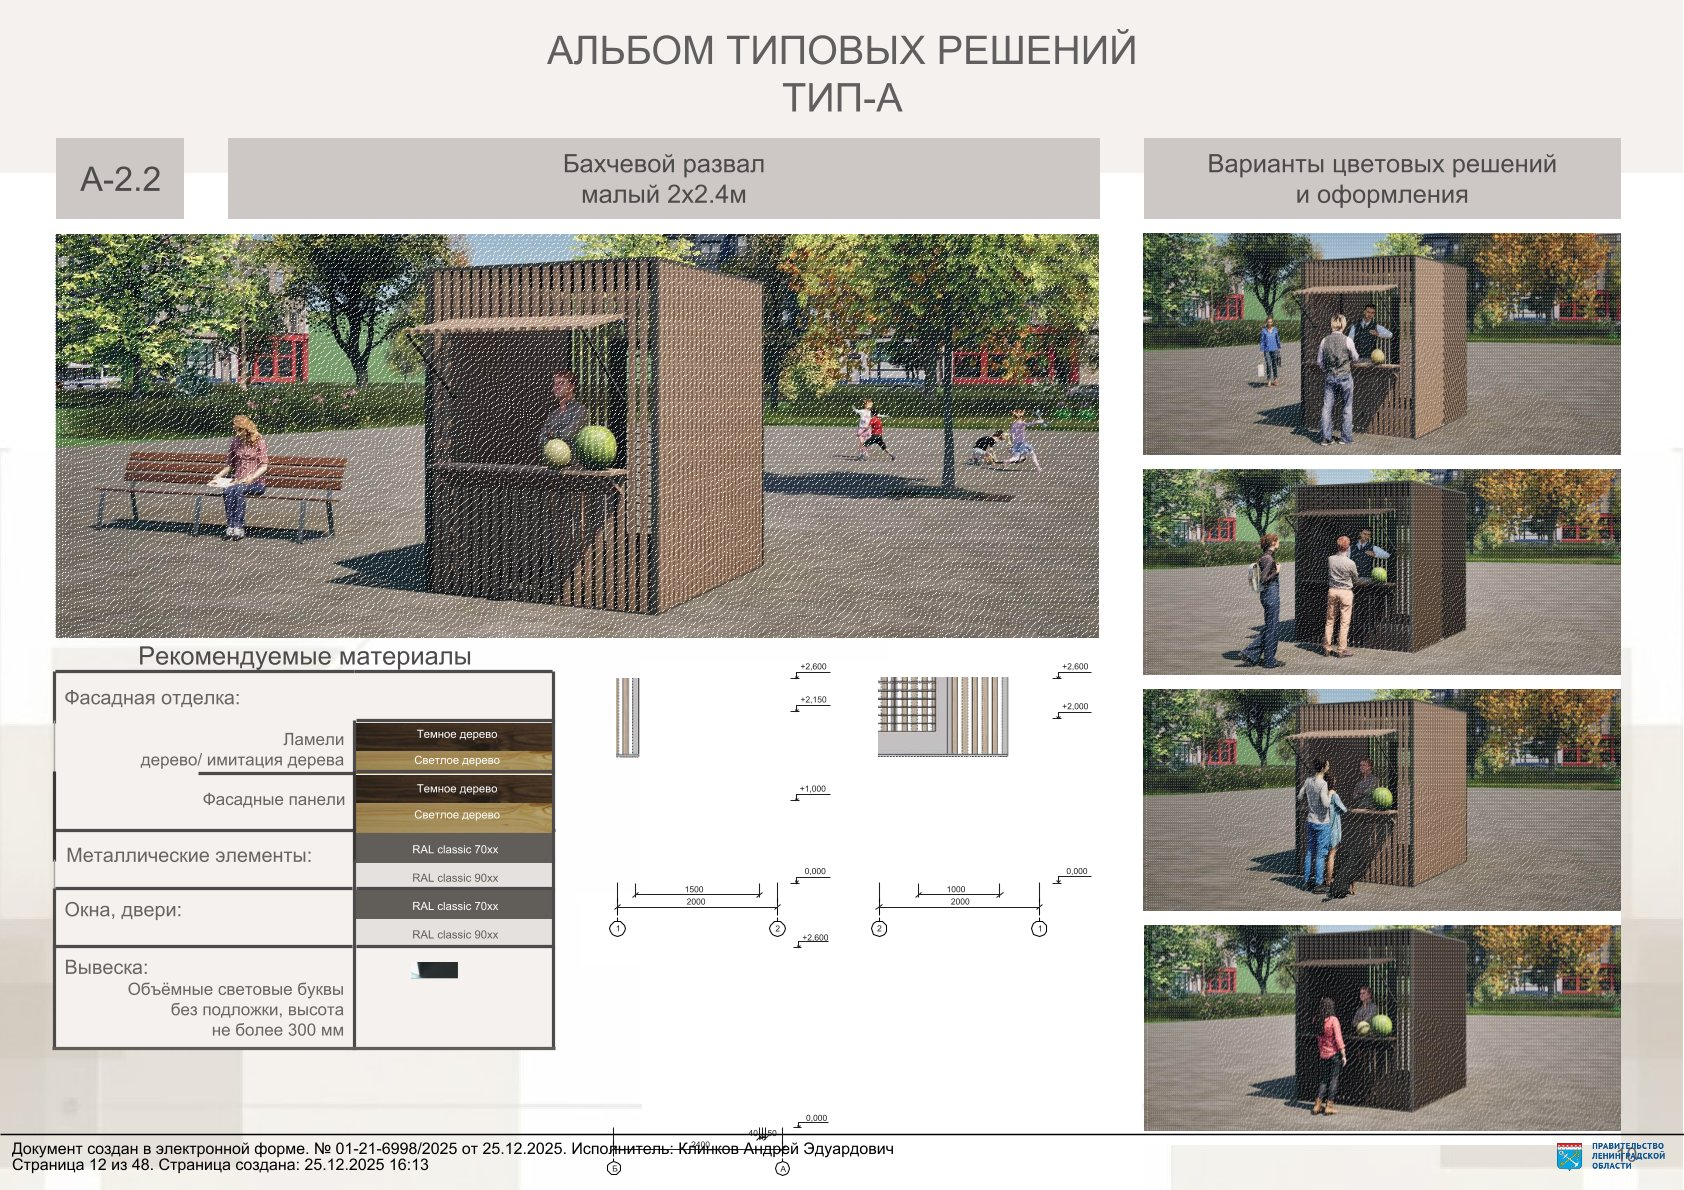 АЛЬБОМ ТИПОВЫХ РЕШЕНИЙ
ТИП-А
А-2.2
Бахчевой развал
малый 2х2.4м
Варианты цветовых решений
и оформления
Рекомендуемые материалы
Фасадная отделка:
Ламели
дерево/ имитация дерева
Темное дерево
Светлое дерево
Фасадные панели
Темное дерево
Светлое дерево
Металлические элементы:
RAL classic 70xx
RAL classic 90xx
Окна, двери:
RAL classic 70xx
RAL classic 90xx
Вывеска:
Объёмные световые буквы
без подложки, высота
не более 300 мм
+2,600
+2,150
+1,000
0,000
1500
2000
1
2
+2,600
+2,000
0,000
1000
2000
2
1
+2,600
0,000
40
50
2400
Б
А
Документ создан в электронной форме. № 01-21-6998/2025 от 25.12.2025. Исполнитель: Клинков Андрей Эдуардович
Страница 12 из 48. Страница создана: 25.12.2025 16:13
ПРАВИТЕЛЬСТВО
ЛЕНИНГРАДСКОЙ
ОБЛАСТИ